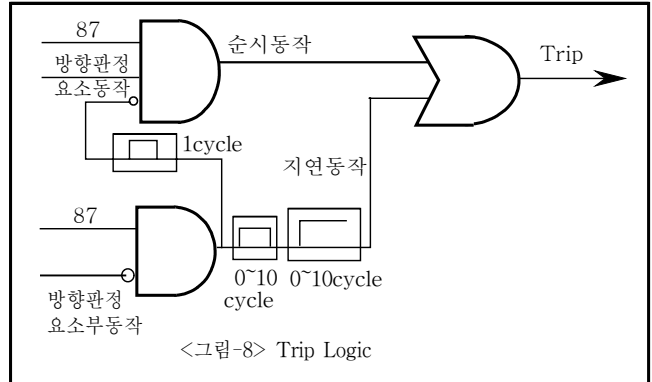 87
순시동작
Trip
방향판정
요소동작
1cycle
지연동작
87
0~10
cycle
0~10cycle
방향판정
요소부동작
<그림-8> Trip Logic